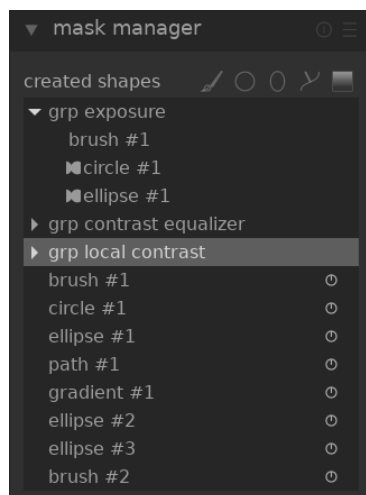 mask manager
created shapes
grp exposure
brush #1
circle #1
ellipse #1
grp contrast equalizer
grp local contrast
brush #1
circle #1
ellipse #1
path #1
gradient #1
ellipse #2
ellipse #3
brush #2